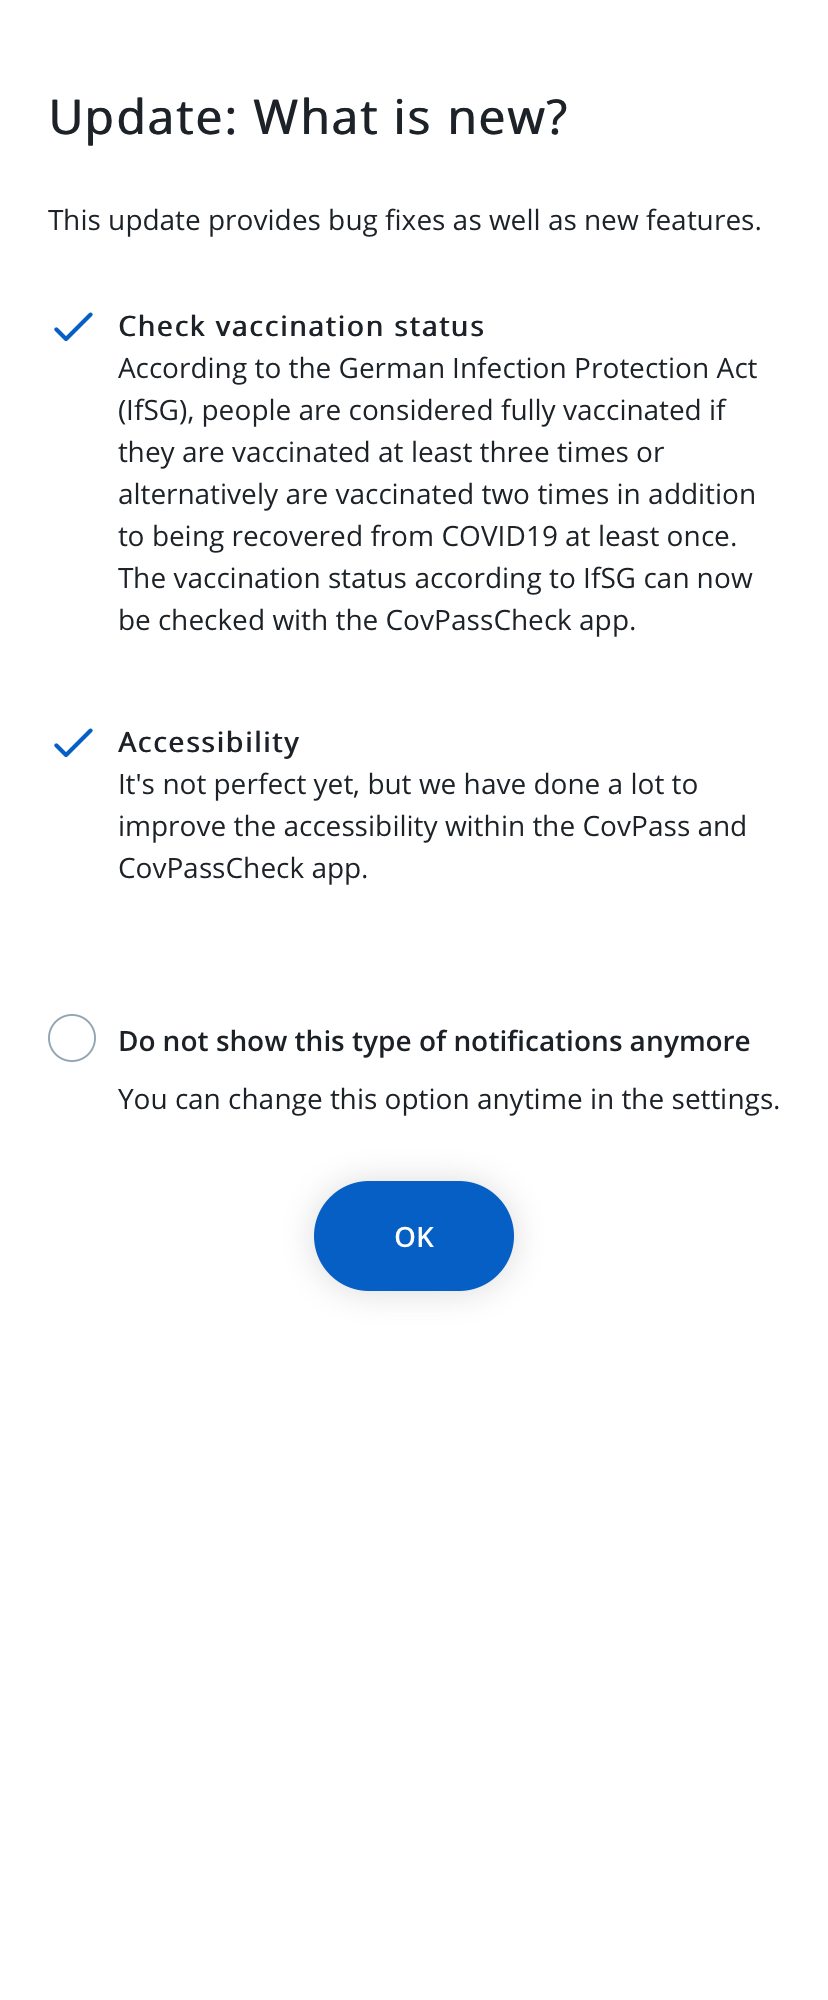 Update: What is new?
This update provides bug fixes as well as new features.
Check vaccination status
According to the German Infection Protection Act
(IfSG), people are considered fully vaccinated if
they are vaccinated at least three times or
alternatively are vaccinated two times in addition
to being recovered from COVID19 at least once.
The vaccination status according to IfSG can now
be checked with the CovPassCheck app.
Accessibility
It's not perfect yet, but we have done a lot to
improve the accessibility within the CovPass and
CovPassCheck app.
Do not show this type of notifications anymore
You can change this option anytime in the settings.
OK